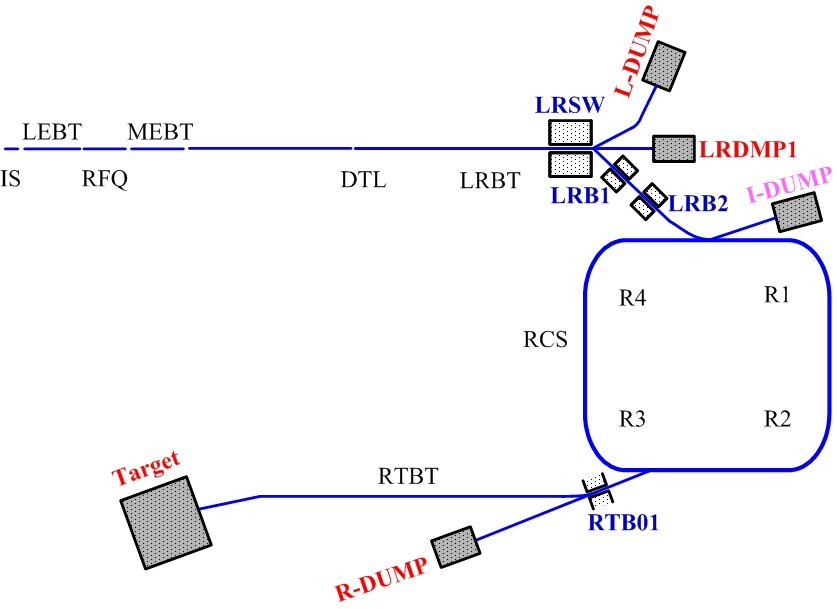 L-DUMP
LRSW
LEBT
MEBT
LRDMP1
IS
RFQ
DTL
LRBT
LRB1
LRB2
I-DUMP
R4
R1
RCS
R3
R2
Target
RTBT
RTB01
R-DUMP